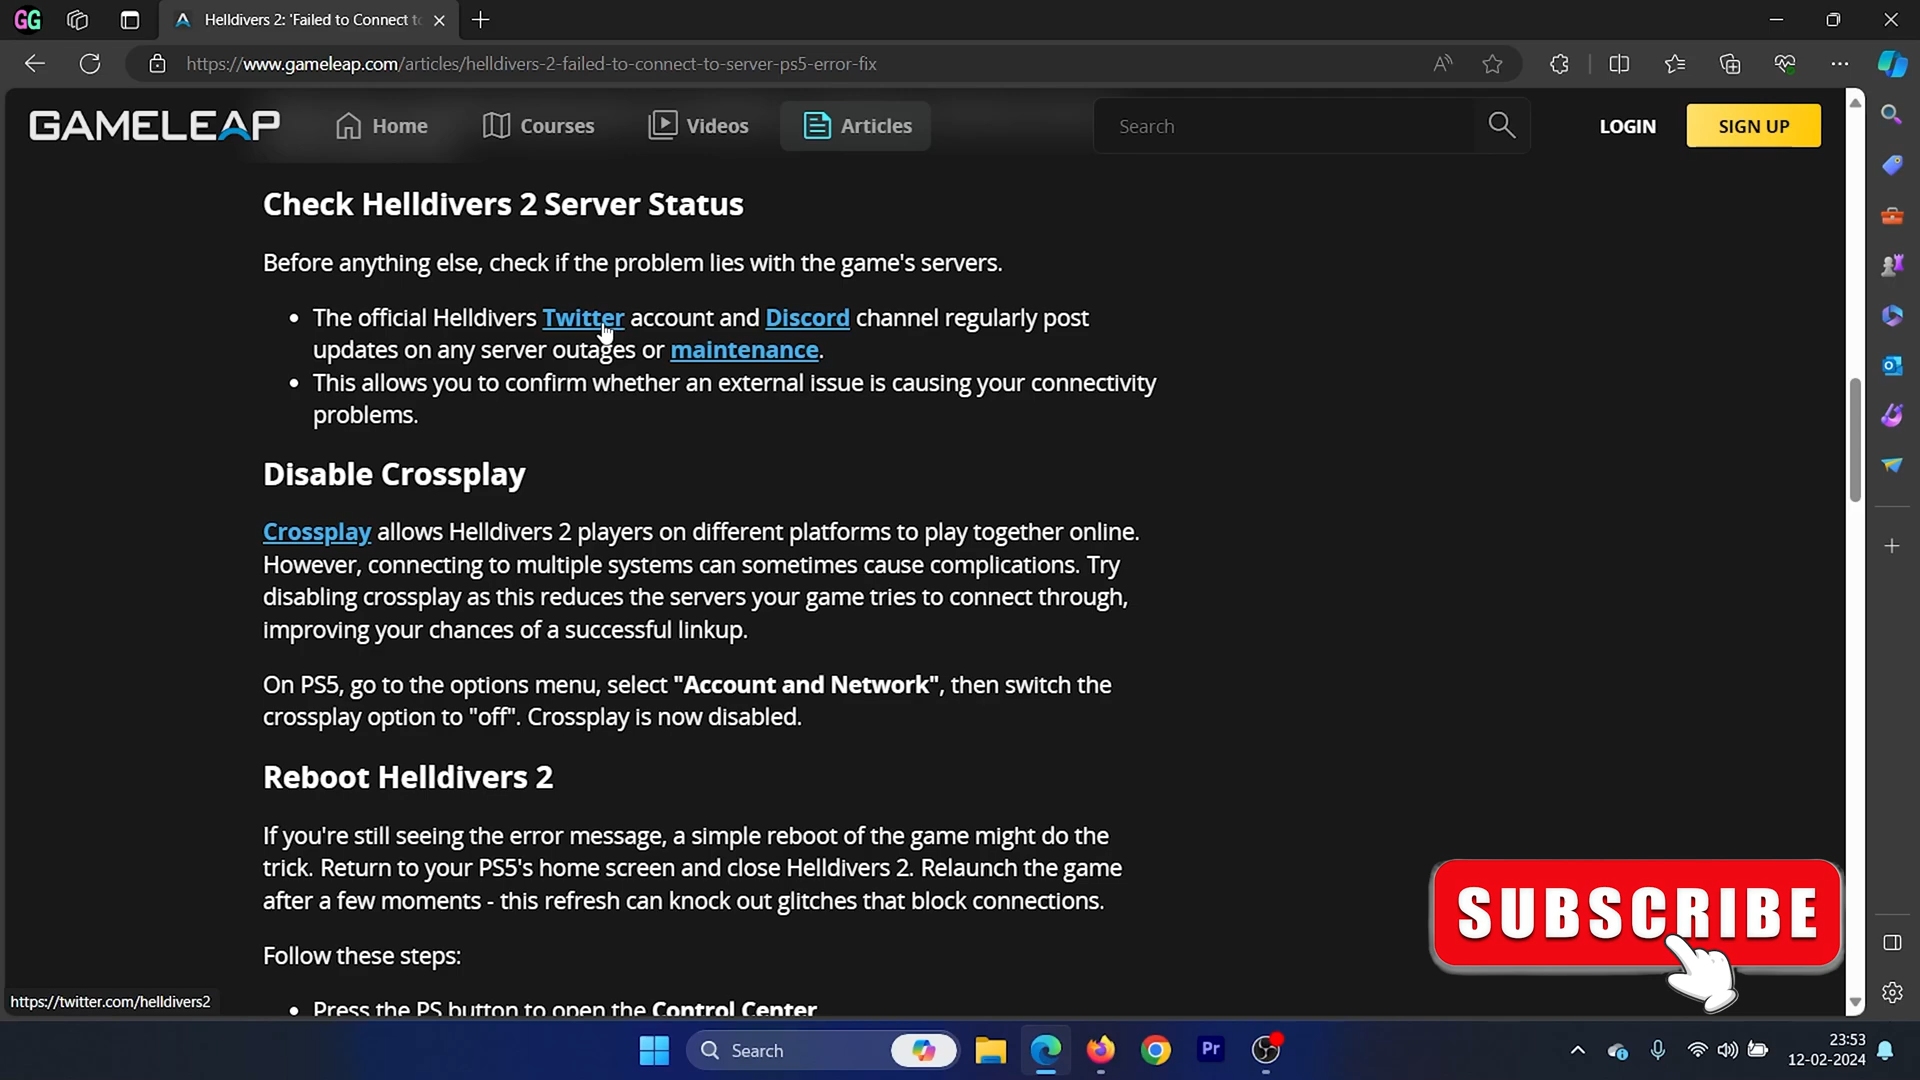 GG
Helldivers 2: 'Failed to Connect to
https://www.gameleap.com/articles/helldivers-2-failed-to-connect-to-server-ps5-error-fix
GAMELEAP
Home
Courses
Videos
Articles
Search
LOGIN
SIGN UP
Check Helldivers 2 Server Status
Before anything else, check if the problem lies with the game's servers.
• The official Helldivers Twitter account and Discord channel regularly post
updates on any server outages or maintenance.
• This allows you to confirm whether an external issue is causing your connectivity
problems.
Disable Crossplay
Crossplay allows Helldivers 2 players on different platforms to play together online.
However, connecting to multiple systems can sometimes cause complications. Try
disabling crossplay as this reduces the servers your game tries to connect through,
improving your chances of a successful linkup.
On PS5, go to the options menu, select "Account and Network", then switch the
crossplay option to "off". Crossplay is now disabled.
Reboot Helldivers 2
If you're still seeing the error message, a simple reboot of the game might do the
trick. Return to your PS5's home screen and close Helldivers 2. Relaunch the game
after a few moments - this refresh can knock out glitches that block connections.
Follow these steps:
• Press the PS button to open the Control Center
SUBSCRIBE
https://twitter.com/helldivers2
Search
Pr
23:53
12-02-2024